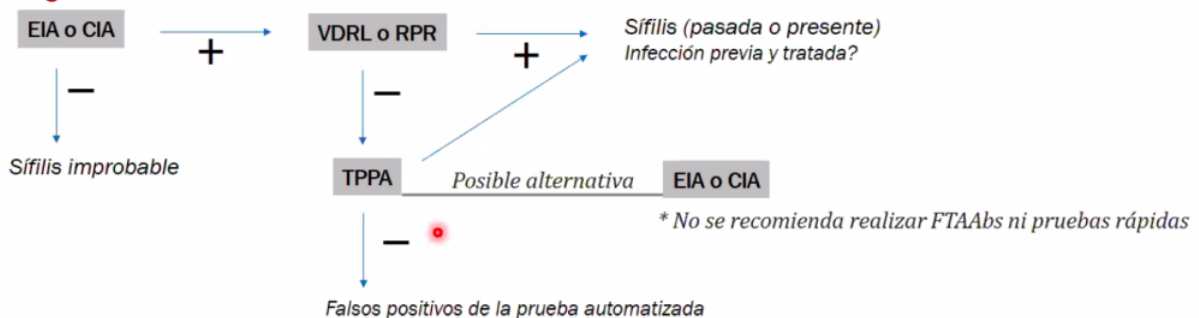 EIA o CIA
+
VDRL o RPR
+
Sífilis (pasada o presente)
Infección previa y tratada?
−
−
Sífilis improbable
TPPA
Posible alternativa
EIA o CIA
* No se recomienda realizar FTAAbs ni pruebas rápidas
−
Falsos positivos de la prueba automatizada